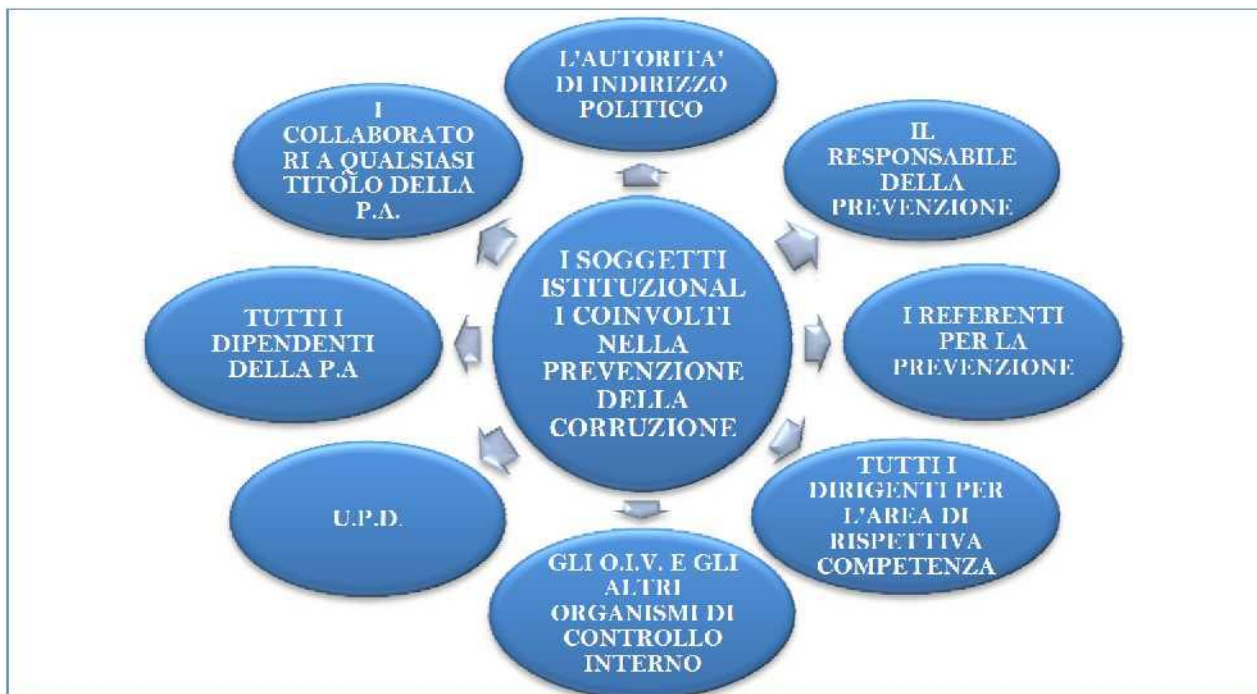 L'AUTORITA'
DI INDIRIZZO
POLITICO
IL
RESPONSABILE
DELLA
PREVENZIONE
I REFERENTI
PER LA
PREVENZIONE
TUTTI I
DIRIGENTI PER
L'AREA DI
RISPETTIVA
COMPETENZA
GLI O.I.V. E GLI
ALTRI
ORGANISMI DI
CONTROLLO
INTERNO
U.P.D.
TUTTI I
DIPENDENTI
DELLA P.A
I
COLLABORATO
RI A QUALSIASI
TITOLO DELLA
P.A.
I SOGGETTI
ISTITUZIONAL
I COINVOLTI
NELLA
PREVENZIONE
DELLA
CORRUZIONE